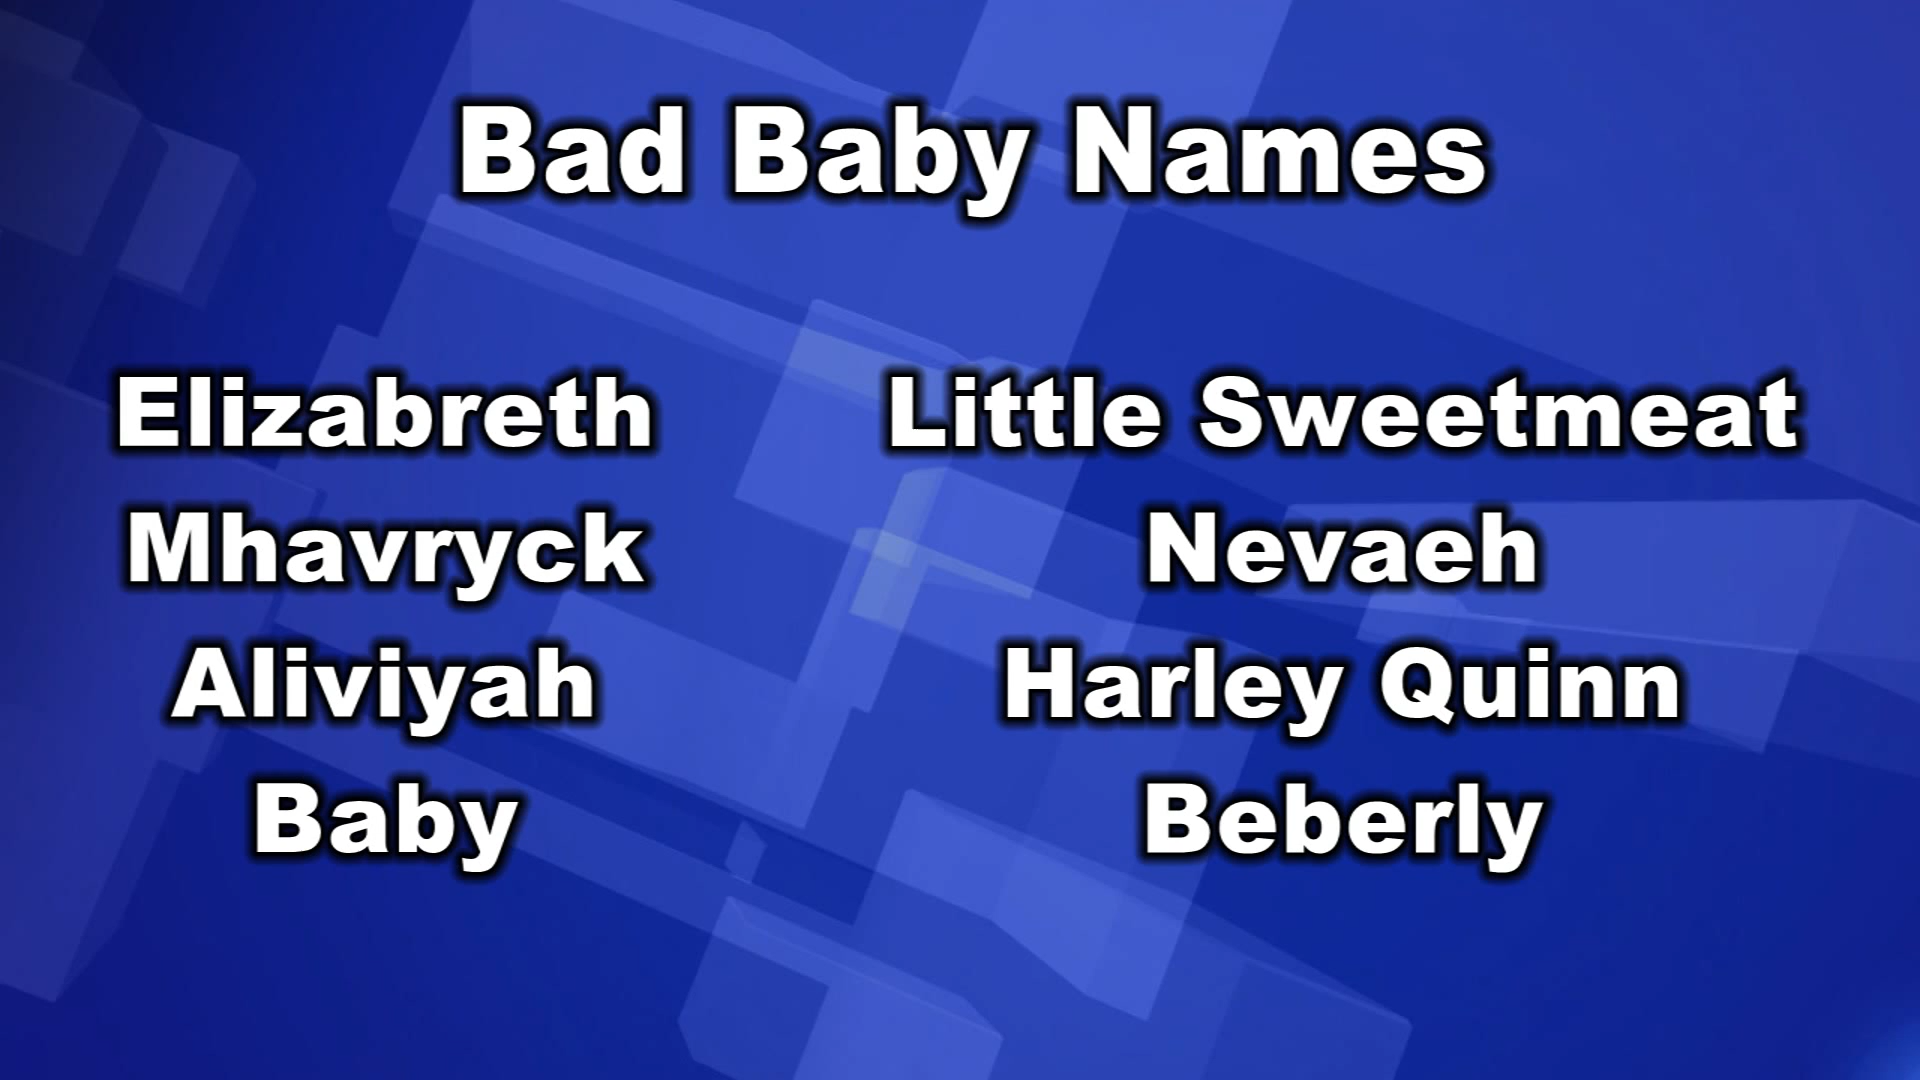 Bad Baby Names
Elizabreth
Mhavryck
Aliviyah
Baby
Little Sweetmeat
Nevaeh
Harley Quinn
Beberly